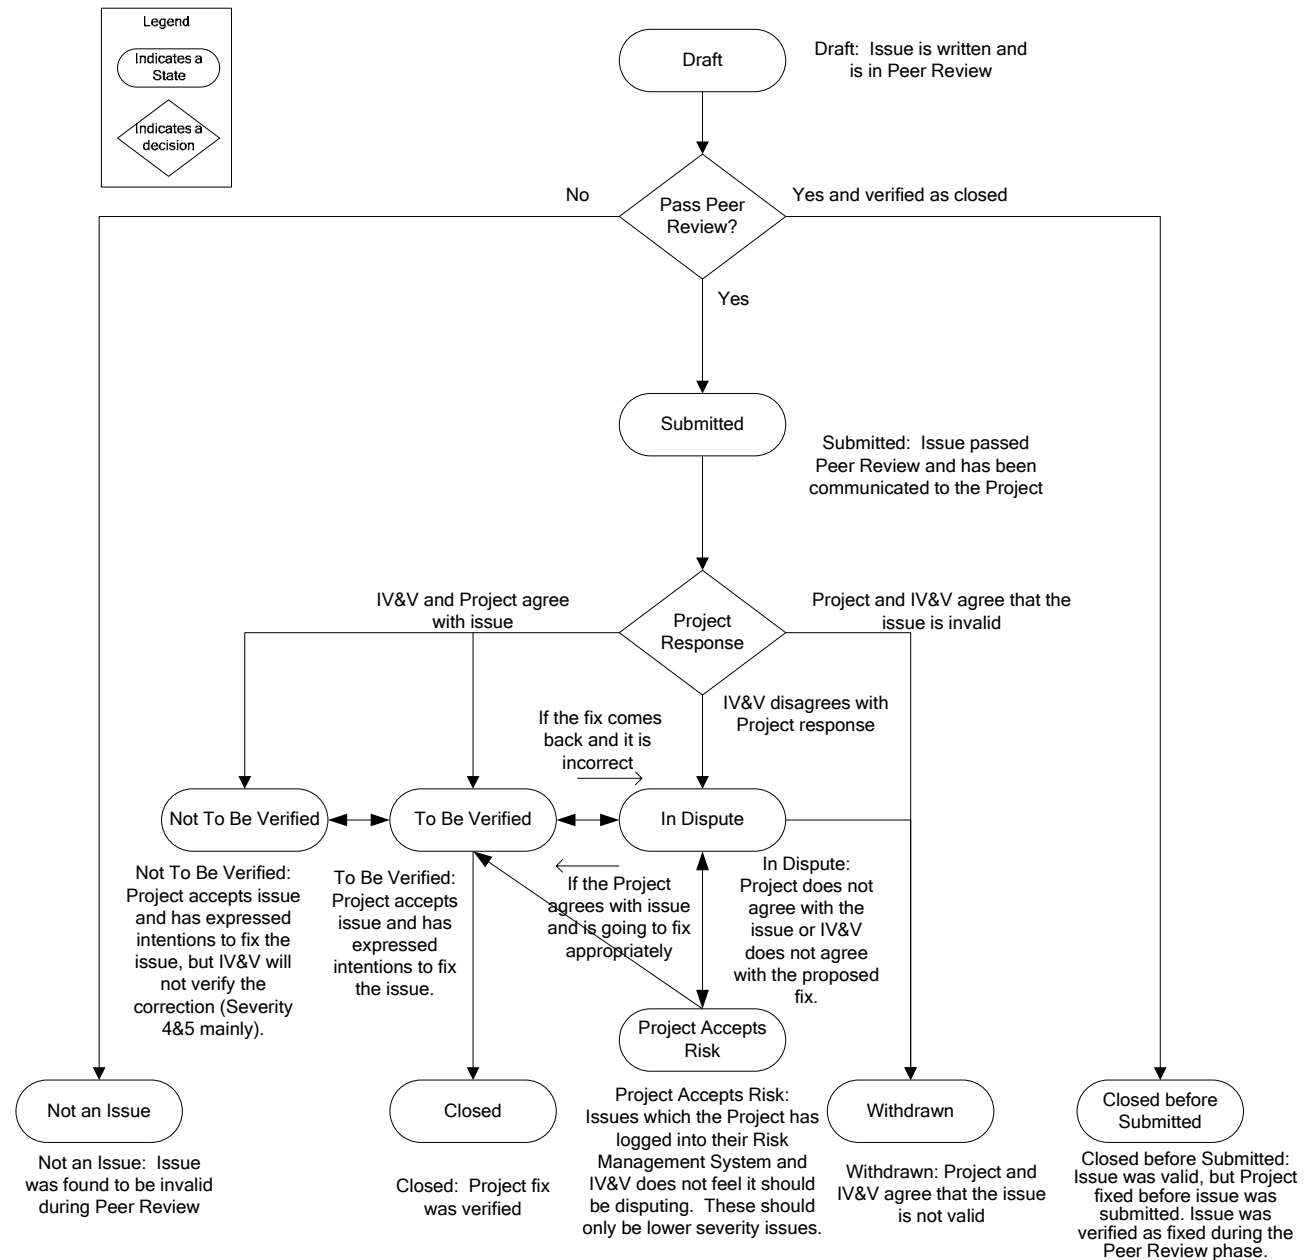 Legend
Indicates a
State
Indicates a
decision
Draft
Draft: Issue is written and
is in Peer Review
No
Pass Peer
Review?
Yes and verified as closed
Yes
Submitted
Submitted: Issue passed
Peer Review and has been
communicated to the Project
IV&V and Project agree
with issue
Project
Response
Project and IV&V agree that the
issue is invalid
IV&V disagrees with
Project response
If the fix comes
back and it is
incorrect
Not To Be Verified
To Be Verified
In Dispute
Not To Be Verified:
Project accepts issue
and has expressed
intentions to fix the
issue, but IV&V will
not verify the
correction (Severity
4&5 mainly).
To Be Verified:
Project accepts
issue and has
expressed
intentions to fix
the issue.
If the Project
agrees with issue
and is going to fix
appropriately
In Dispute:
Project does not
agree with the
issue or IV&V
does not agree
with the proposed
fix.
Project Accepts
Risk
Not an Issue
Closed
Withdrawn
Closed before
Submitted
Not an Issue: Issue
was found to be invalid
during Peer Review
Closed: Project fix
was verified
Project Accepts Risk:
Issues which the Project has
logged into their Risk
Management System and
IV&V does not feel it should
be disputing. These should
only be lower severity issues.
Withdrawn: Project and
IV&V agree that the issue
is not valid
Closed before Submitted:
Issue was valid, but Project
fixed before issue was
submitted. Issue was
verified as fixed during the
Peer Review phase.